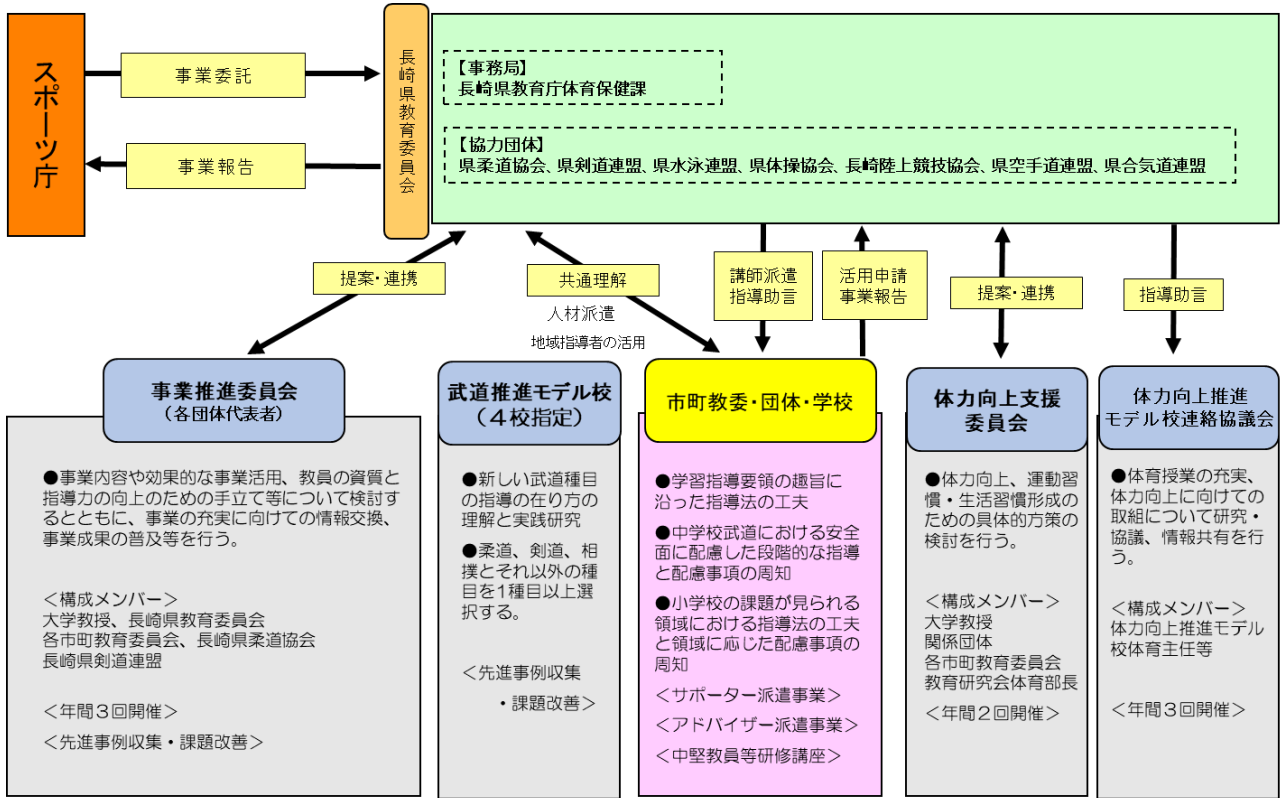 スポーツ庁
事業委託
事業報告
長崎県教育委員会
【事務局】
長崎県教育庁体育保健課
【協力団体】
県柔道協会、県剣道連盟、県水泳連盟、県体操協会、長崎陸上競技協会、県空手道連盟、県合気道連盟
提案・連携
共通理解
人材派遣
地域指導者の活用
講師派遣
指導助言
活用申請
事業報告
提案・連携
指導助言
事業推進委員会
(各団体代表者)
●事業内容や効果的な事業活用、教員の資質と
指導力の向上のための手立て等について検討す
るとともに、事業の充実に向けての情報交換、
事業成果の普及等を行う。
<構成メンバー>
大学教授、長崎県教育委員会
各市町教育委員会、長崎県柔道協会
長崎県剣道連盟
<年間3回開催>
<先進事例収集・課題改善>
武道推進モデル校
(4校指定)
●新しい武道種目
の指導の在り方の
理解と実践研究
●柔道、剣道、相
撲とそれ以外の種
目を1種目以上選
択する。
<先進事例収集
・課題改善>
市町教委・団体・学校
●学習指導要領の趣旨に
沿った指導法の工夫
●中学校武道における安全
面に配慮した段階的な指導
と配慮事項の周知
●小学校の課題が見られる
領域における指導法の工夫
と領域に応じた配慮事項の
周知
<サポーター派遣事業>
<アドバイザー派遣事業>
<中堅教員等研修講座>
体力向上支援
委員会
●体力向上、運動習
慣・生活習慣形成の
ための具体的方策の
検討を行う。
<構成メンバー>
大学教授
関係団体
各市町教育委員会
教育研究会体育部長
<年間2回開催>
体力向上推進
モデル校連絡協議会
●体育授業の充実、
体力向上に向けての
取組について研究・
協議、情報共有を行
う。
<構成メンバー>
体力向上推進モデル
校体育主任等
<年間3回開催>